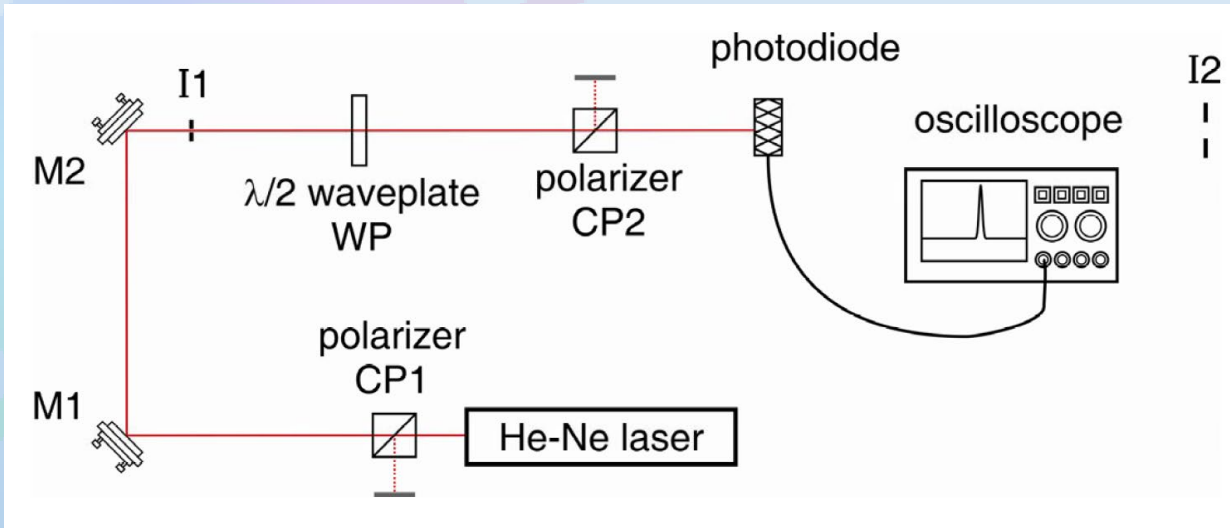 photodiode
I1
I2
oscilloscope
M2
λ/2 waveplate
WP
polarizer
CP2
polarizer
CP1
M1
He-Ne laser